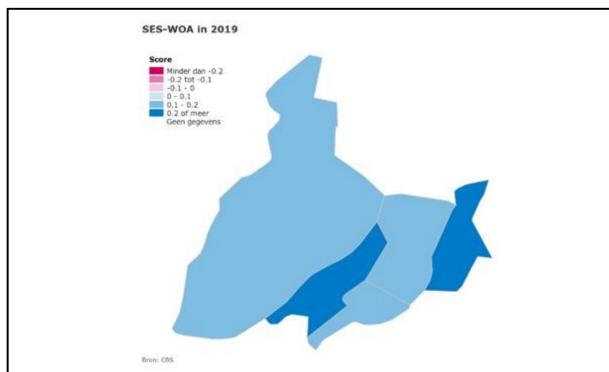 SES-WOA in 2019
Score
Minder dan -0.2
-0.2 tot -0.1
-0.1 - 0
0 - 0.1
0.1 - 0.2
0.2 of meer
Geen gegevens
Bron: CBS